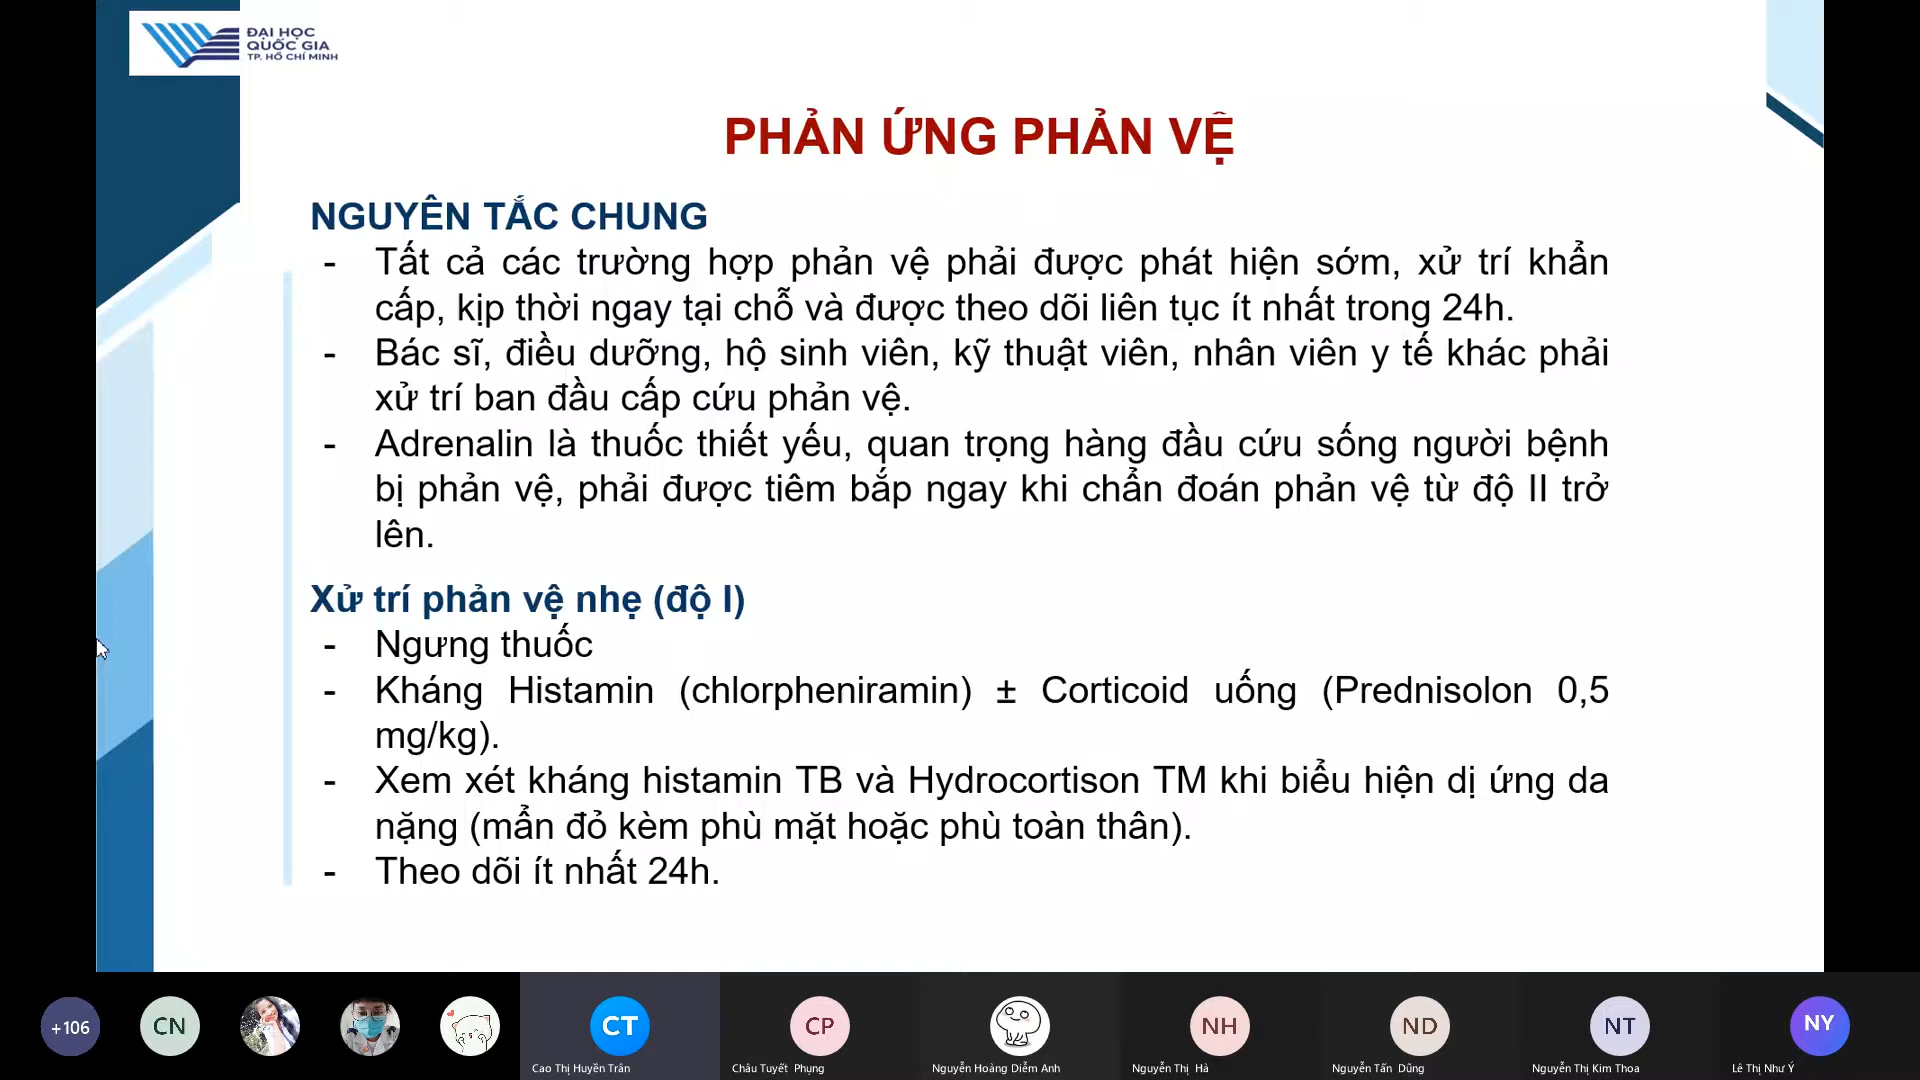 ĐẠI HỌC
QUỐC GIA
TP. HỒ CHÍ MINH
PHẢN ỨNG PHẢN VỆ
NGUYÊN TẮC CHUNG
- Tất cả các trường hợp phản vệ phải được phát hiện sớm, xử trí khẩn
cấp, kịp thời ngay tại chỗ và được theo dõi liên tục ít nhất trong 24h.
- Bác sĩ, điều dưỡng, hộ sinh viên, kỹ thuật viên, nhân viên y tế khác phải
xử trí ban đầu cấp cứu phản vệ.
- Adrenalin là thuốc thiết yếu, quan trọng hàng đầu cứu sống người bệnh
bị phản vệ, phải được tiêm bắp ngay khi chẩn đoán phản vệ từ độ II trở
lên.
Xử trí phản vệ nhẹ (độ I)
- Ngưng thuốc
- Kháng Histamin (chlorpheniramin) ± Corticoid uống (Prednisolon 0,5
mg/kg).
- Xem xét kháng histamin TB và Hydrocortison TM khi biểu hiện dị ứng da
nặng (mẩn đỏ kèm phù mặt hoặc phù toàn thân).
- Theo dõi ít nhất 24h.
+106
CN
CT
CP
NH
ND
NT
NY
Cao Thị Huyền Trân
Châu Tuyết Phụng
Nguyễn Hoàng Diễm Anh
Nguyễn Thị Hà
Nguyễn Tấn Dũng
Nguyễn Thị Kim Thoa
Lê Thị Như Ý